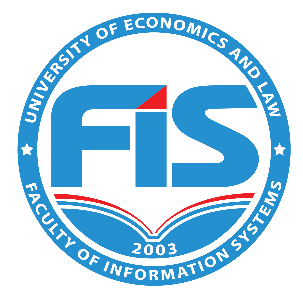 UNIVERSITY OF ECONOMICS AND LAW
FiS
2003
FACULTY OF INFORMATION SYSTEMS